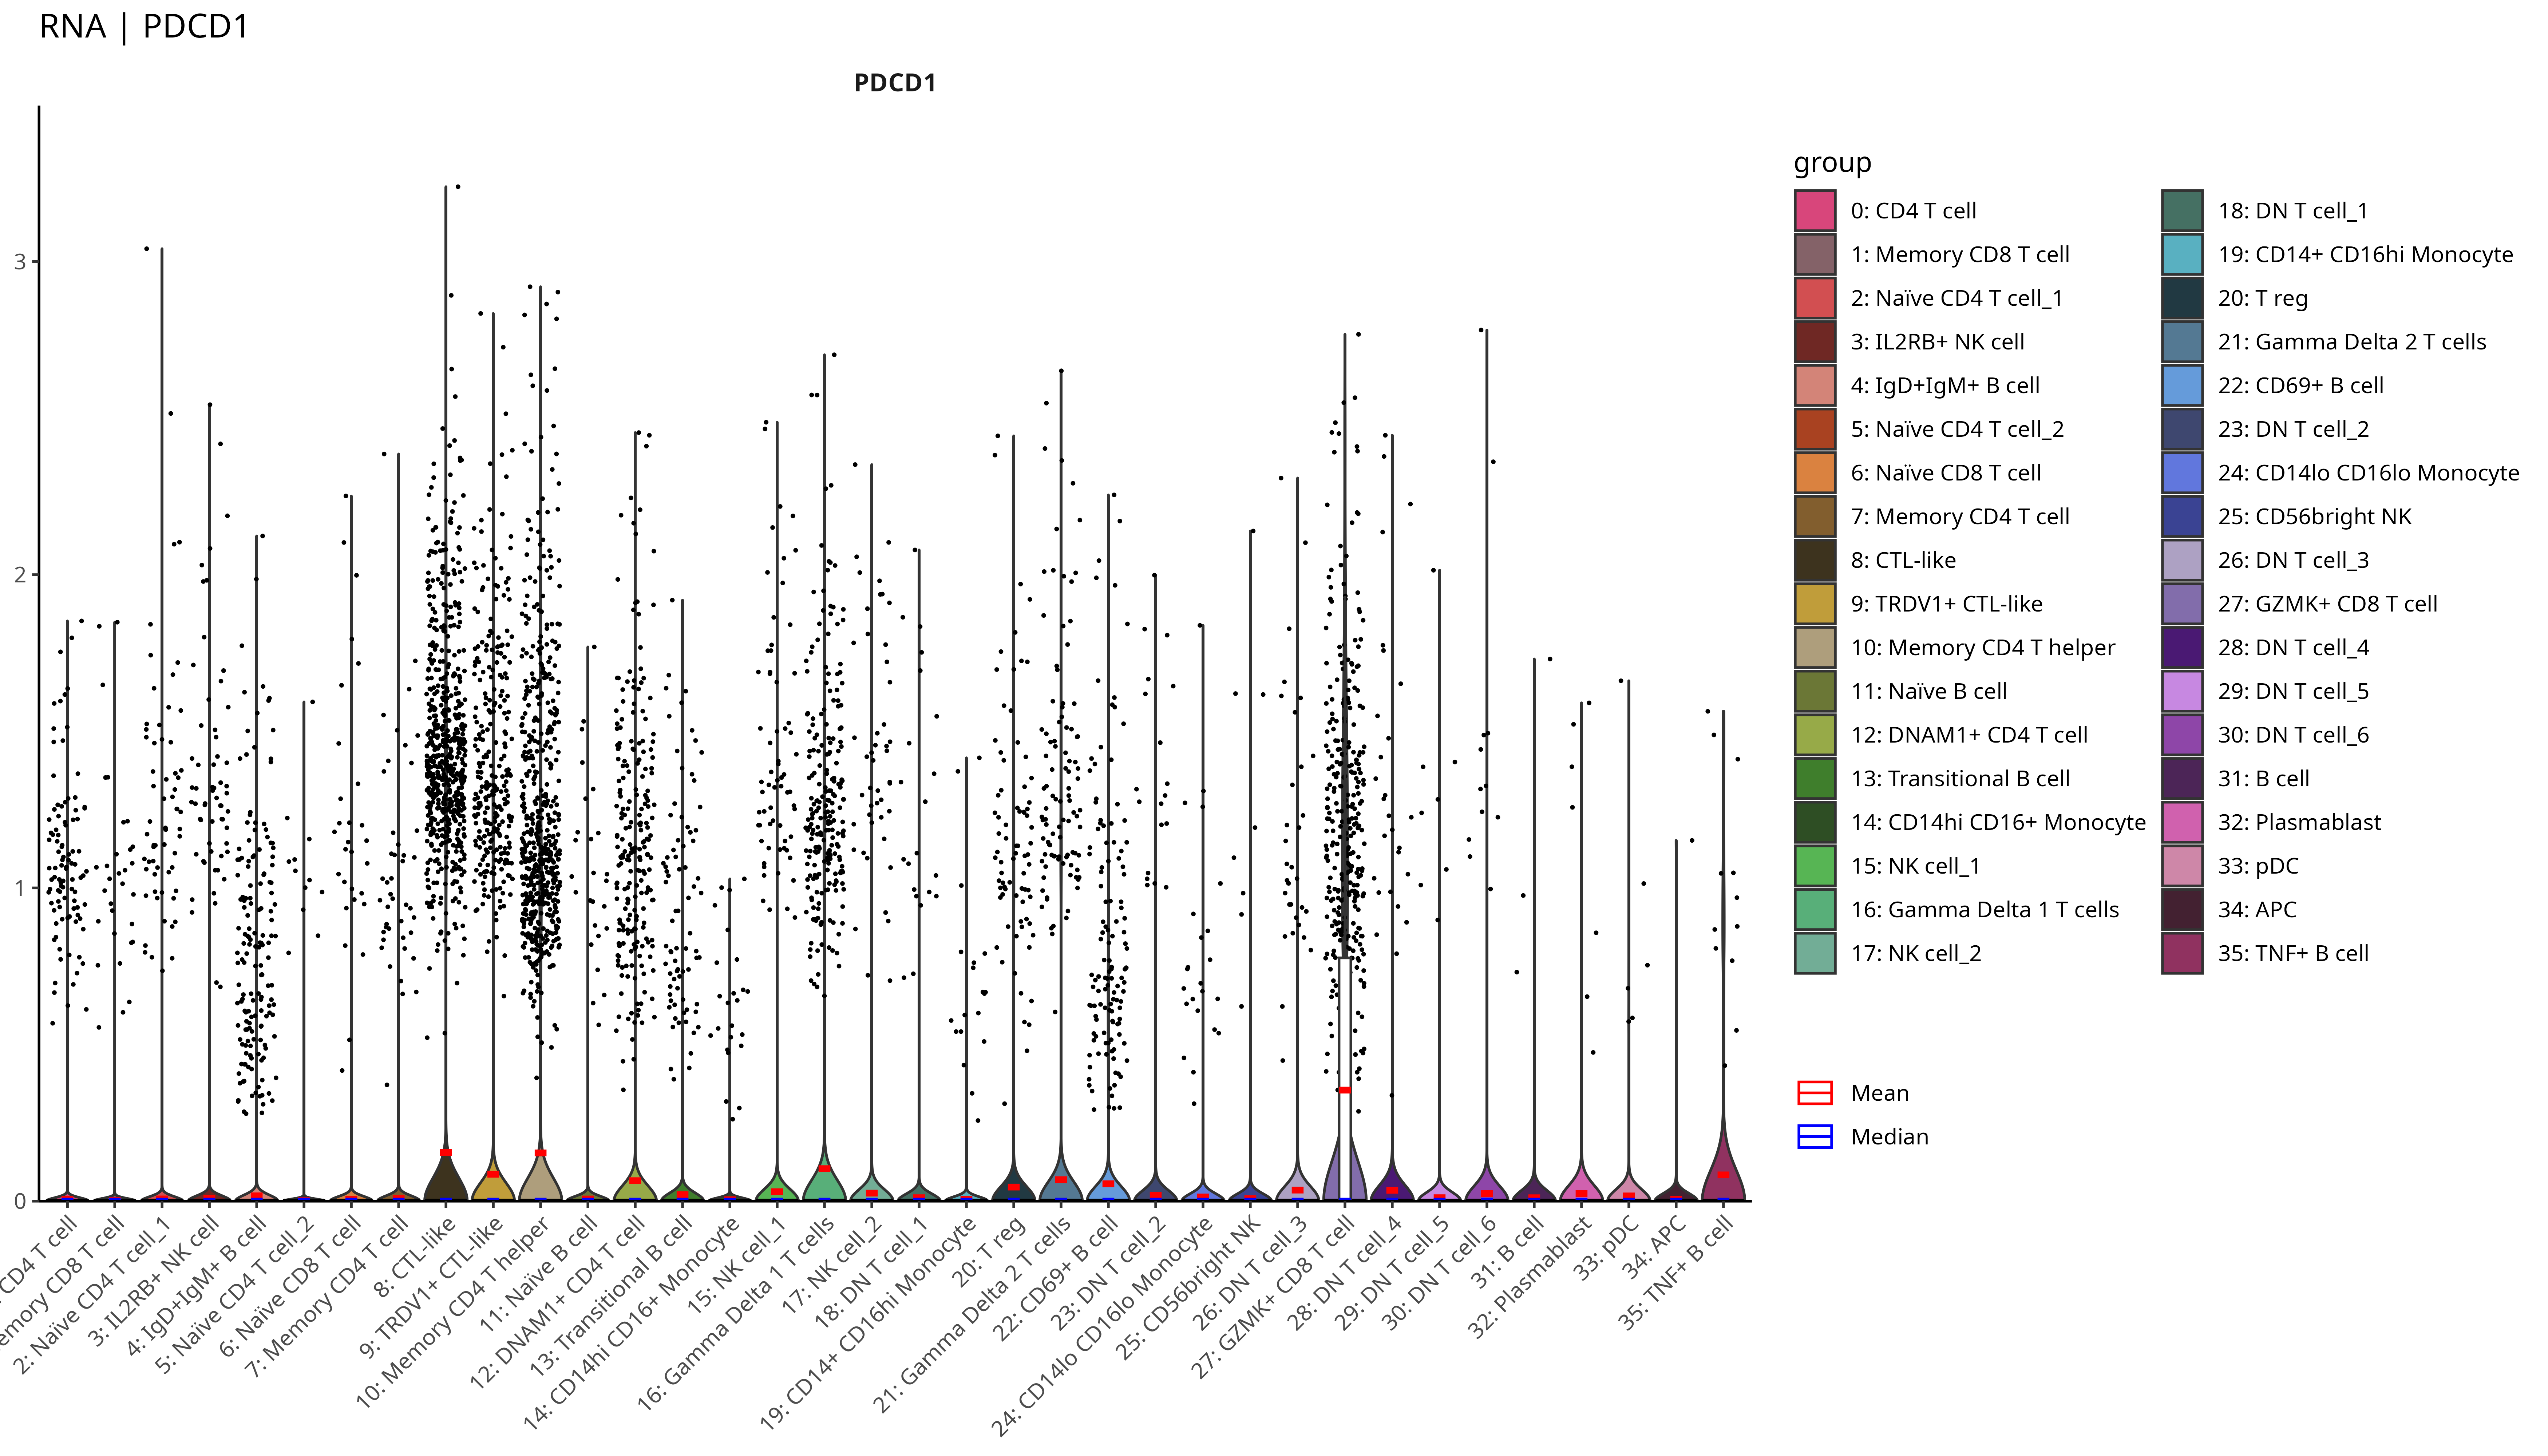 RNA | PDCD1
PDCD1
3
2
1
0
CD4 T cell
2: Naïve CD4 T cell_1
3: IL2RB+ NK cell
4: IgD+IgM+ B cell
5: Naïve CD4 T cell_2
6: Naïve CD8 T cell
7: Memory CD4 T cell
8: CTL-like
9: TRDV1+ CTL-like
10: Memory CD4 T helper
11: Naïve B cell
12: DNAM1+ CD4 T cell
13: Transitional B cell
14: CD14hi CD16+ Monocyte
15: NK cell_1
16: Gamma Delta 1 T cells
17: NK cell_2
18: DN T cell_1
19: CD14+ CD16hi Monocyte
20: T reg
21: Gamma Delta 2 T cells
22: CD69+ B cell
23: DN T cell_2
24: CD14lo CD16lo Monocyte
25: CD56bright NK
26: DN T cell_3
27: GZMK+ CD8 T cell
28: DN T cell_4
29: DN T cell_5
30: DN T cell_6
31: B cell
32: Plasmablast
33: pDC
34: APC
35: TNF+ B cell
group
0: CD4 T cell
1: Memory CD8 T cell
2: Naïve CD4 T cell_1
3: IL2RB+ NK cell
4: IgD+IgM+ B cell
5: Naïve CD4 T cell_2
6: Naïve CD8 T cell
7: Memory CD4 T cell
8: CTL-like
9: TRDV1+ CTL-like
10: Memory CD4 T helper
11: Naïve B cell
12: DNAM1+ CD4 T cell
13: Transitional B cell
14: CD14hi CD16+ Monocyte
15: NK cell_1
16: Gamma Delta 1 T cells
17: NK cell_2
18: DN T cell_1
19: CD14+ CD16hi Monocyte
20: T reg
21: Gamma Delta 2 T cells
22: CD69+ B cell
23: DN T cell_2
24: CD14lo CD16lo Monocyte
25: CD56bright NK
26: DN T cell_3
27: GZMK+ CD8 T cell
28: DN T cell_4
29: DN T cell_5
30: DN T cell_6
31: B cell
32: Plasmablast
33: pDC
34: APC
35: TNF+ B cell
Mean
Median